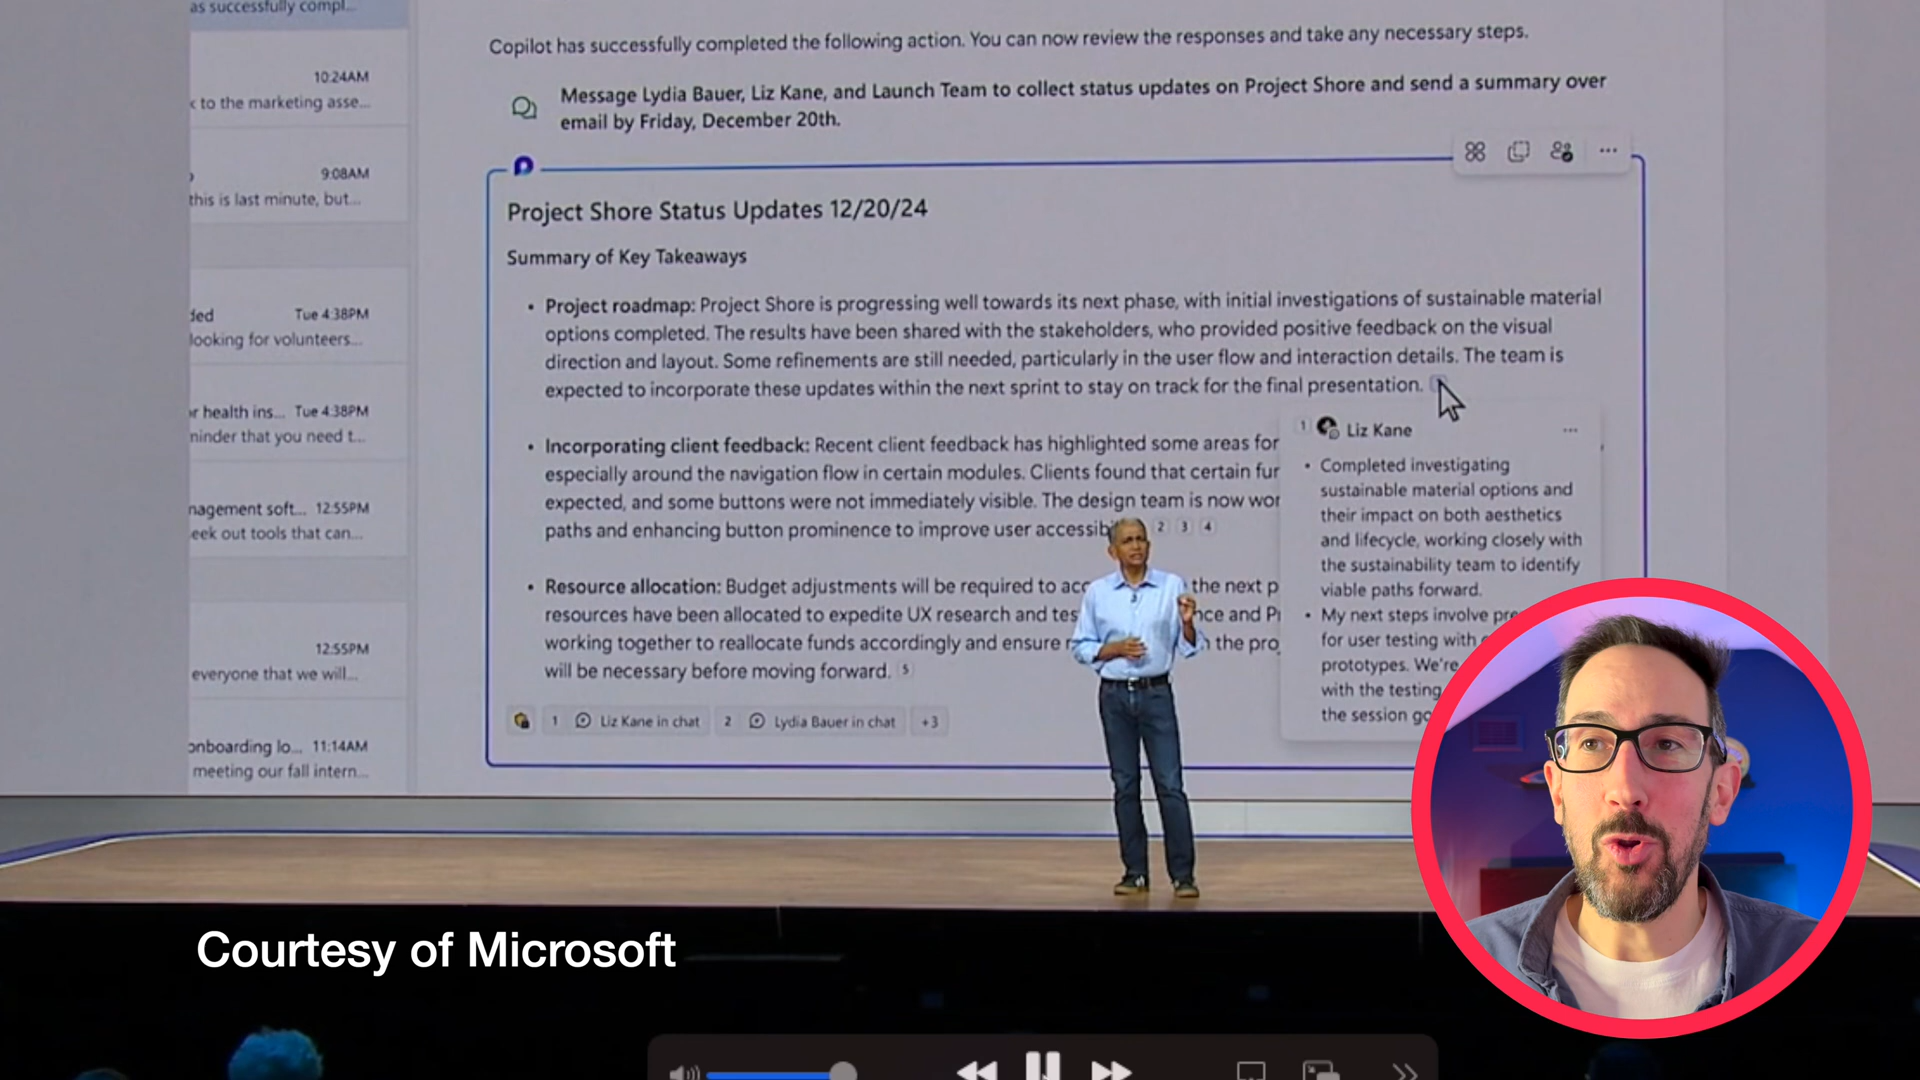 as successfully compl...
10:24AM
to the marketing asse...
9:08AM
this is last minute, but...
Tue 4:38PM
looking for volunteers...
health ins... Tue 4:38PM
that you need t...
soft... 12:55PM
out tools that can...
12:55PM
everyone that we will...
lo... 11:14AM
meeting our fall intern...
Copilot has successfully completed the following action. You can now review the responses and take any necessary steps.
Message Lydia Bauer, Liz Kane, and Launch Team to collect status updates on Project Shore and send a summary over
email by Friday, December 20th.
Project Shore Status Updates 12/20/24
Summary of Key Takeaways
• Project roadmap: Project Shore is progressing well towards its next phase, with initial investigations of sustainable material
options completed. The results have been shared with the stakeholders, who provided positive feedback on the visual
direction and layout. Some refinements are still needed, particularly in the user flow and interaction details. The team is
expected to incorporate these updates within the next sprint to stay on track for the final presentation.
• Incorporating client feedback: Recent client feedback has highlighted some areas for
especially around the navigation flow in certain modules. Clients found that certain
expected, and some buttons were not immediately visible. The design team is now
paths and enhancing button prominence to improve user 2 3 4
• Resource allocation: Budget adjustments will be required to the next
resources have been allocated to expedite UX research and and
working together to reallocate funds accordingly and ensure the
will be necessary before moving forward. 5
1 Liz Kane in chat 2 Lydia Bauer in chat +3
1 Liz Kane
• Completed investigating
sustainable material options and
their impact on both aesthetics
and lifecycle, working closely with
the sustainability team to identify
viable paths forward.
• My next steps involve
for user testing with
prototypes. We're
with the testing
the session
Courtesy of Microsoft